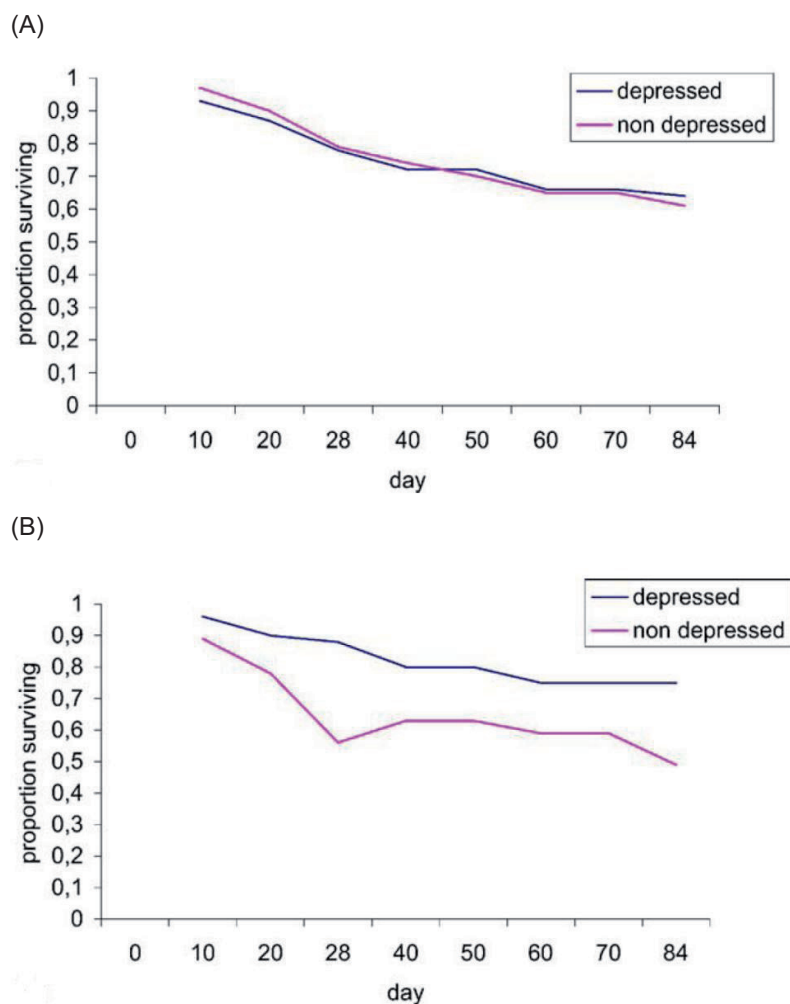 (A)
depressed
non depressed
proportion surviving
1
0,9
0,8
0,7
0,6
0,5
0,4
0,3
0,2
0,1
0
0 10 20 28 40 50 60 70 84
day
(B)
depressed
non depressed
proportion surviving
1
0,9
0,8
0,7
0,6
0,5
0,4
0,3
0,2
0,1
0
0 10 20 28 40 50 60 70 84
day